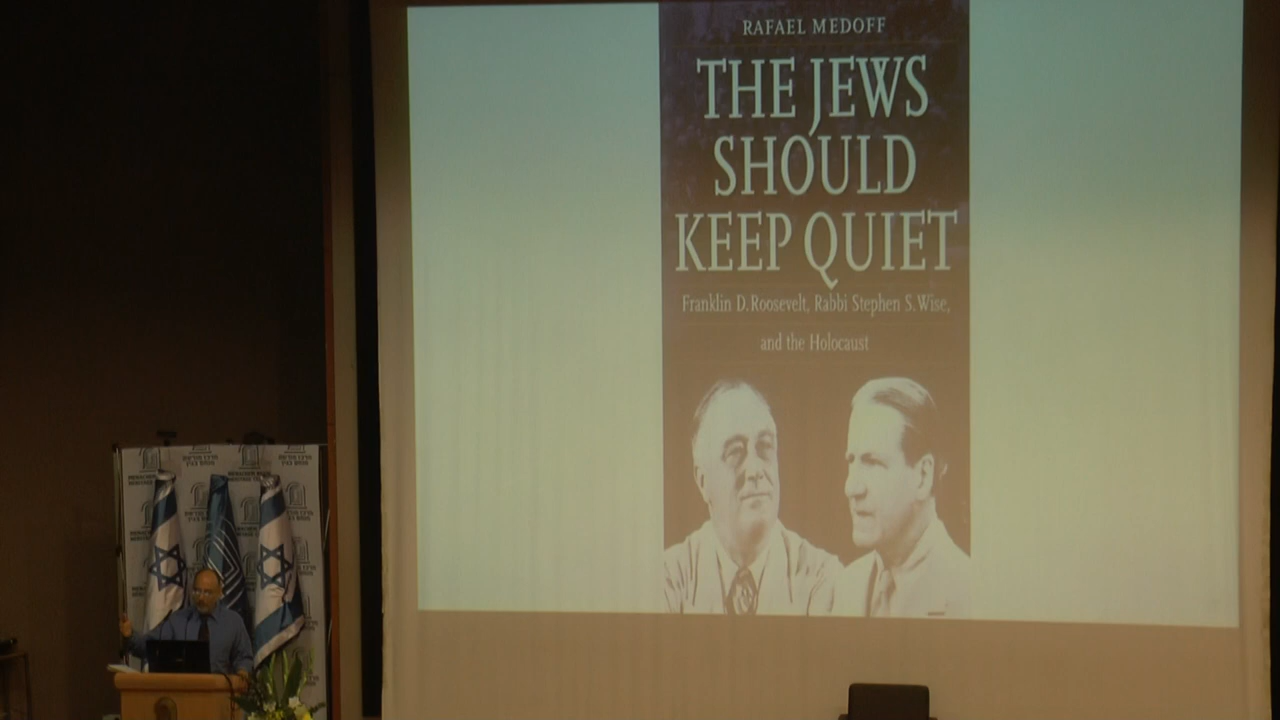 RAFAEL MEDOFF
THE JEWS
SHOULD
KEEP QUIET
Franklin D. Roosevelt, Rabbi Stephen S. Wise,
and the Holocaust